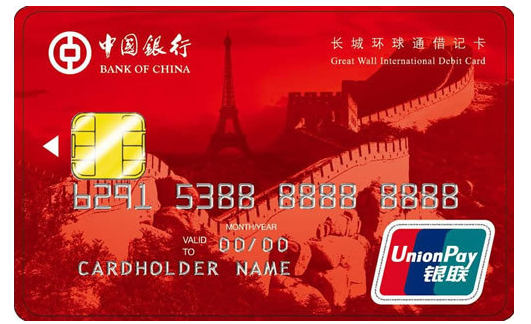 中国银行
BANK OF CHINA
长城环球通借记卡
Great Wall International Debit Card
6291 5388 8888 8888
MONTH/YEAR
VALID
TO
00/00
CARDHOLDER NAME
UnionPay
银联